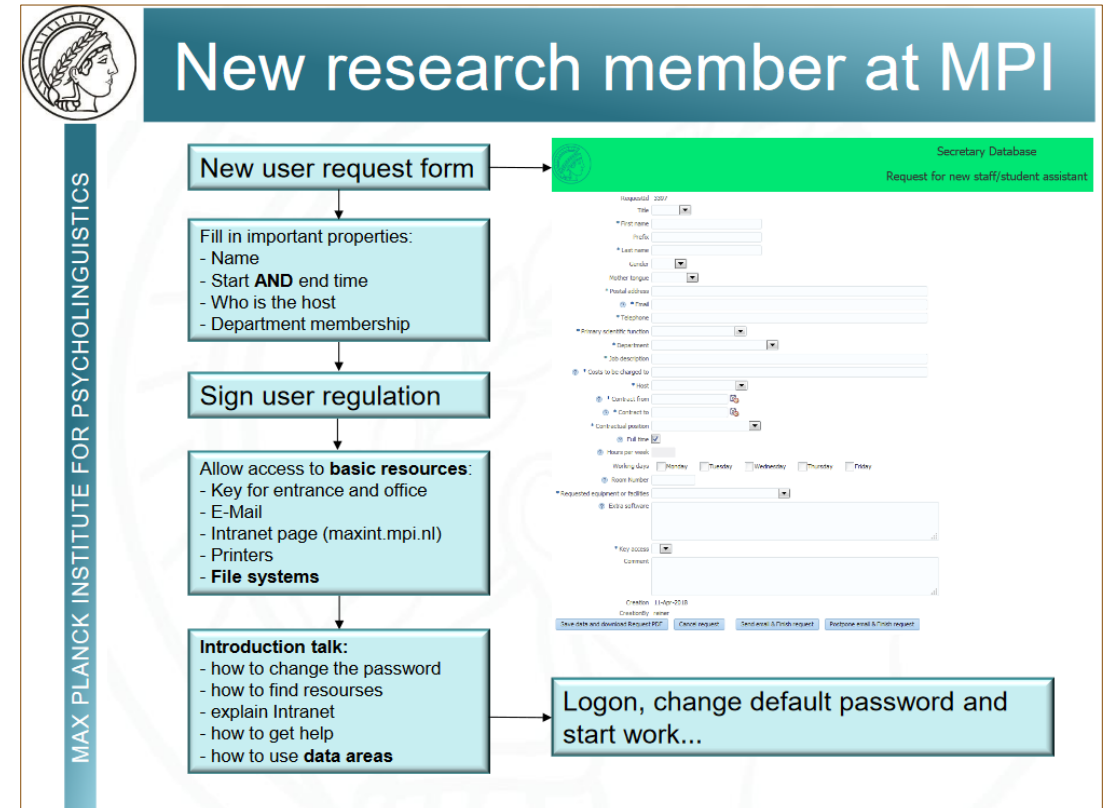 New research member at MPI
MAX PLANCK INSTITUTE FOR PSYCHOLINGUISTICS
New user request form
Fill in important properties:
- Name
- Start AND end time
- Who is the host
- Department membership
Sign user regulation
Allow access to basic resources:
- Key for entrance and office
- E-Mail
- Intranet page (maxint.mpi.nl)
- Printers
- File systems
Introduction talk:
- how to change the password
- how to find resourses
- explain Intranet
- how to get help
- how to use data areas
Secretary Database
Request for new staff/student assistant
Title
* First name
Prefix
* Last name
Gender
Mother tongue
* Postal address
* Email
* Telephone
* Primary scientific function
* Department
* Job description
* Costs to be charged to
* Host
* Contract from
* Contract to
* Contractual position
Full time
Hours per week
Working days Monday Tuesday Wednesday Thursday Friday
Room Number
* Requested equipment or facilities
Extra software
* Key access
Comment
Creation 11-Apr-2018
CreationBy reiner
Save data and download Request PDF Cancel request Send email & Finish request Postpone email & Finish request
Logon, change default password and
start work...